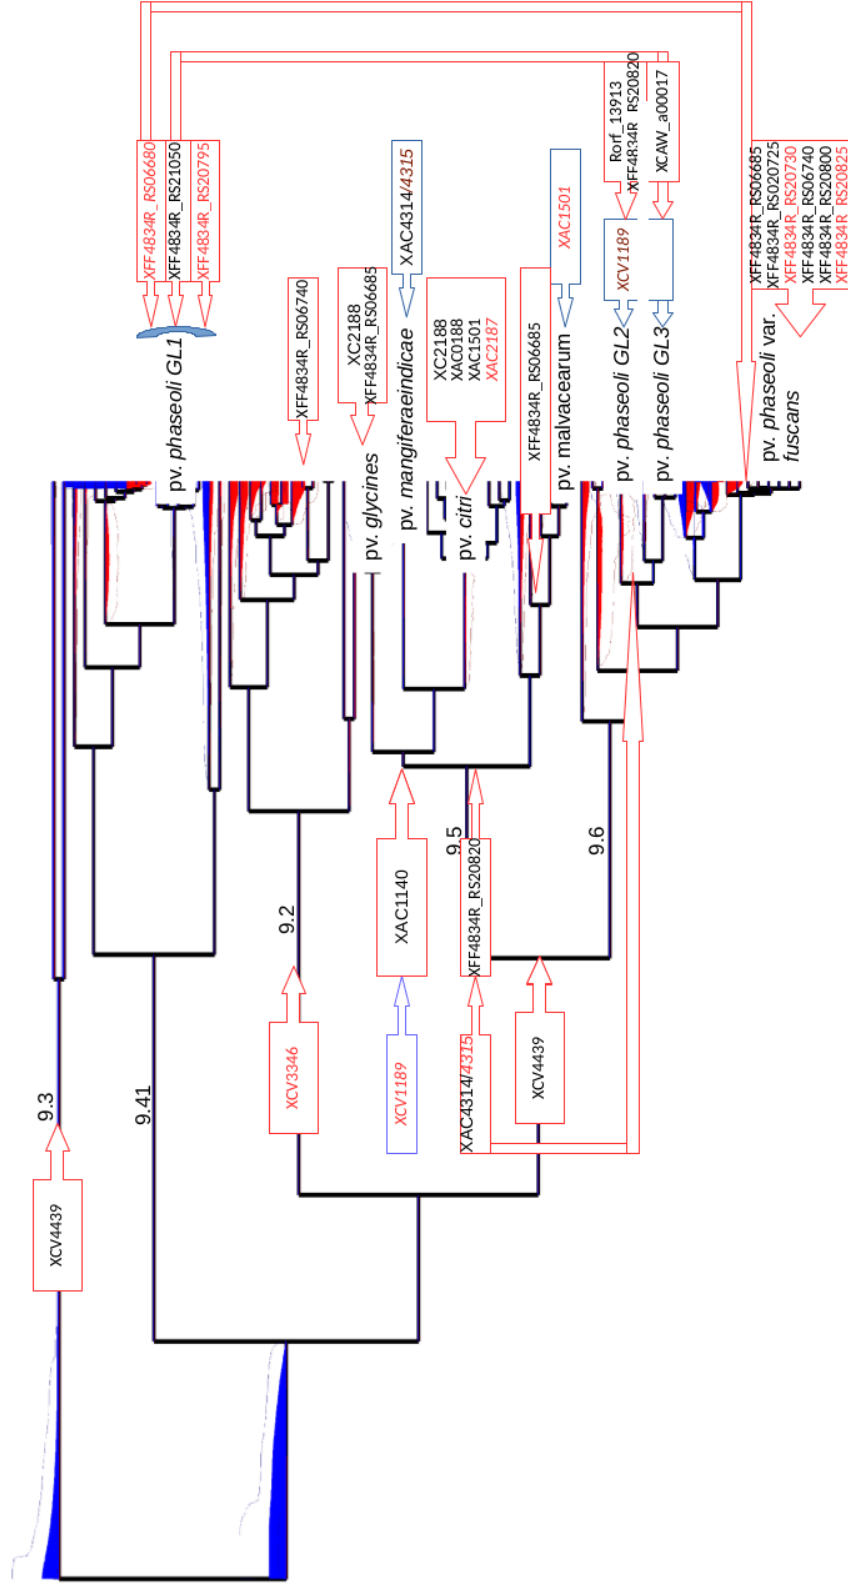 XFF4834R_RS06680
XFF4834R_RS21050
XFF4834R_RS20795
pv. phaseoli GL1
XFF4834R_RS06740
XC2188
XFF4834R_RS06685
pv. glycines
XAC4314/4315
pv. mangiferaeindicae
XC2188
XAC0188
XAC1501
XAC2187
pv. citri
XFF4834R_RS06685
XAC1501
pv. malvacearum
Rorf_13913
XFF4834R_RS20820
XCAW_a00017
XCV1189
pv. phaseoli GL2
pv. phaseoli GL3
XFF4834R_RS06685
XFF4834R_RS020725
XFF4834R_RS20730
XFF4834R_RS06740
XFF4834R_RS20800
XFF4834R_RS20825
pv. phaseoli var.
fuscans
9.3
XCV4439
9.41
9.2
XCV3346
XAC1140
XCV1189
9.5
XFF4834R_RS20820
XAC4314/4315
XCV4439
9.6